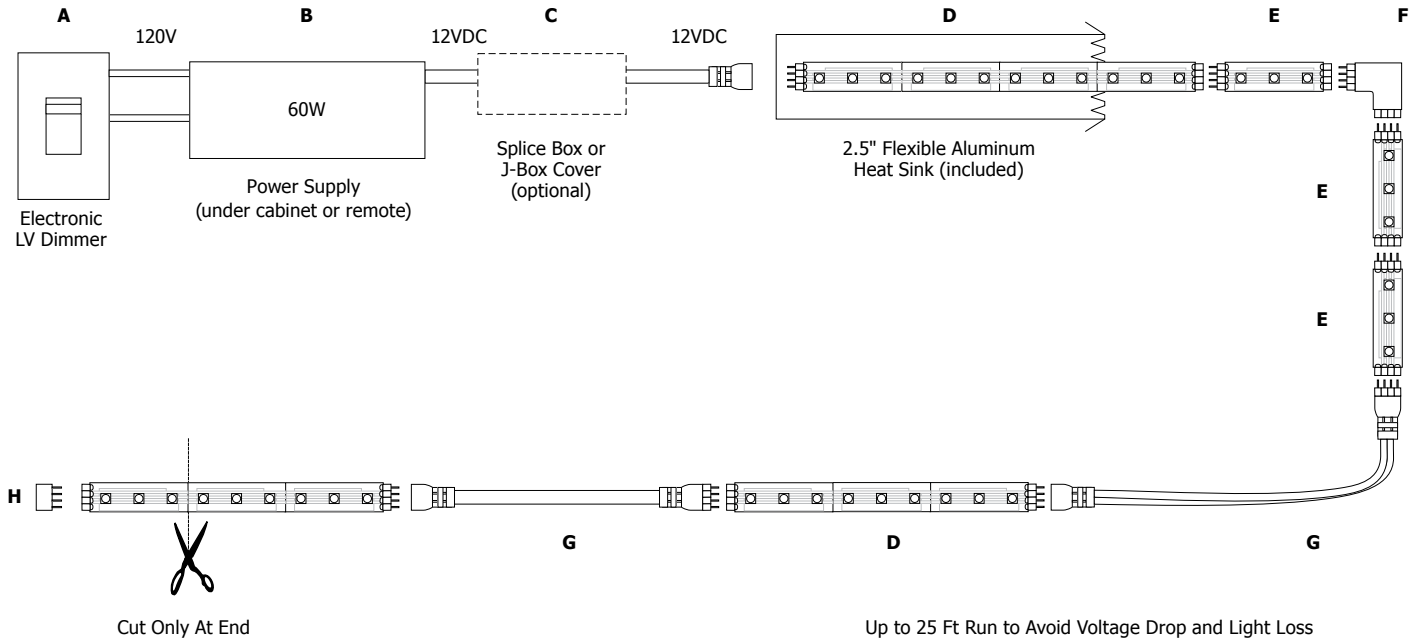 A
B
C
D
E
F
120V
12VDC
12VDC
60W
Electronic
LV Dimmer
Power Supply
(under cabinet or remote)
Splice Box or
J-Box Cover
(optional)
2.5" Flexible Aluminum
Heat Sink (included)
E
E
H
G
D
G
Cut Only At End
Up to 25 Ft Run to Avoid Voltage Drop and Light Loss